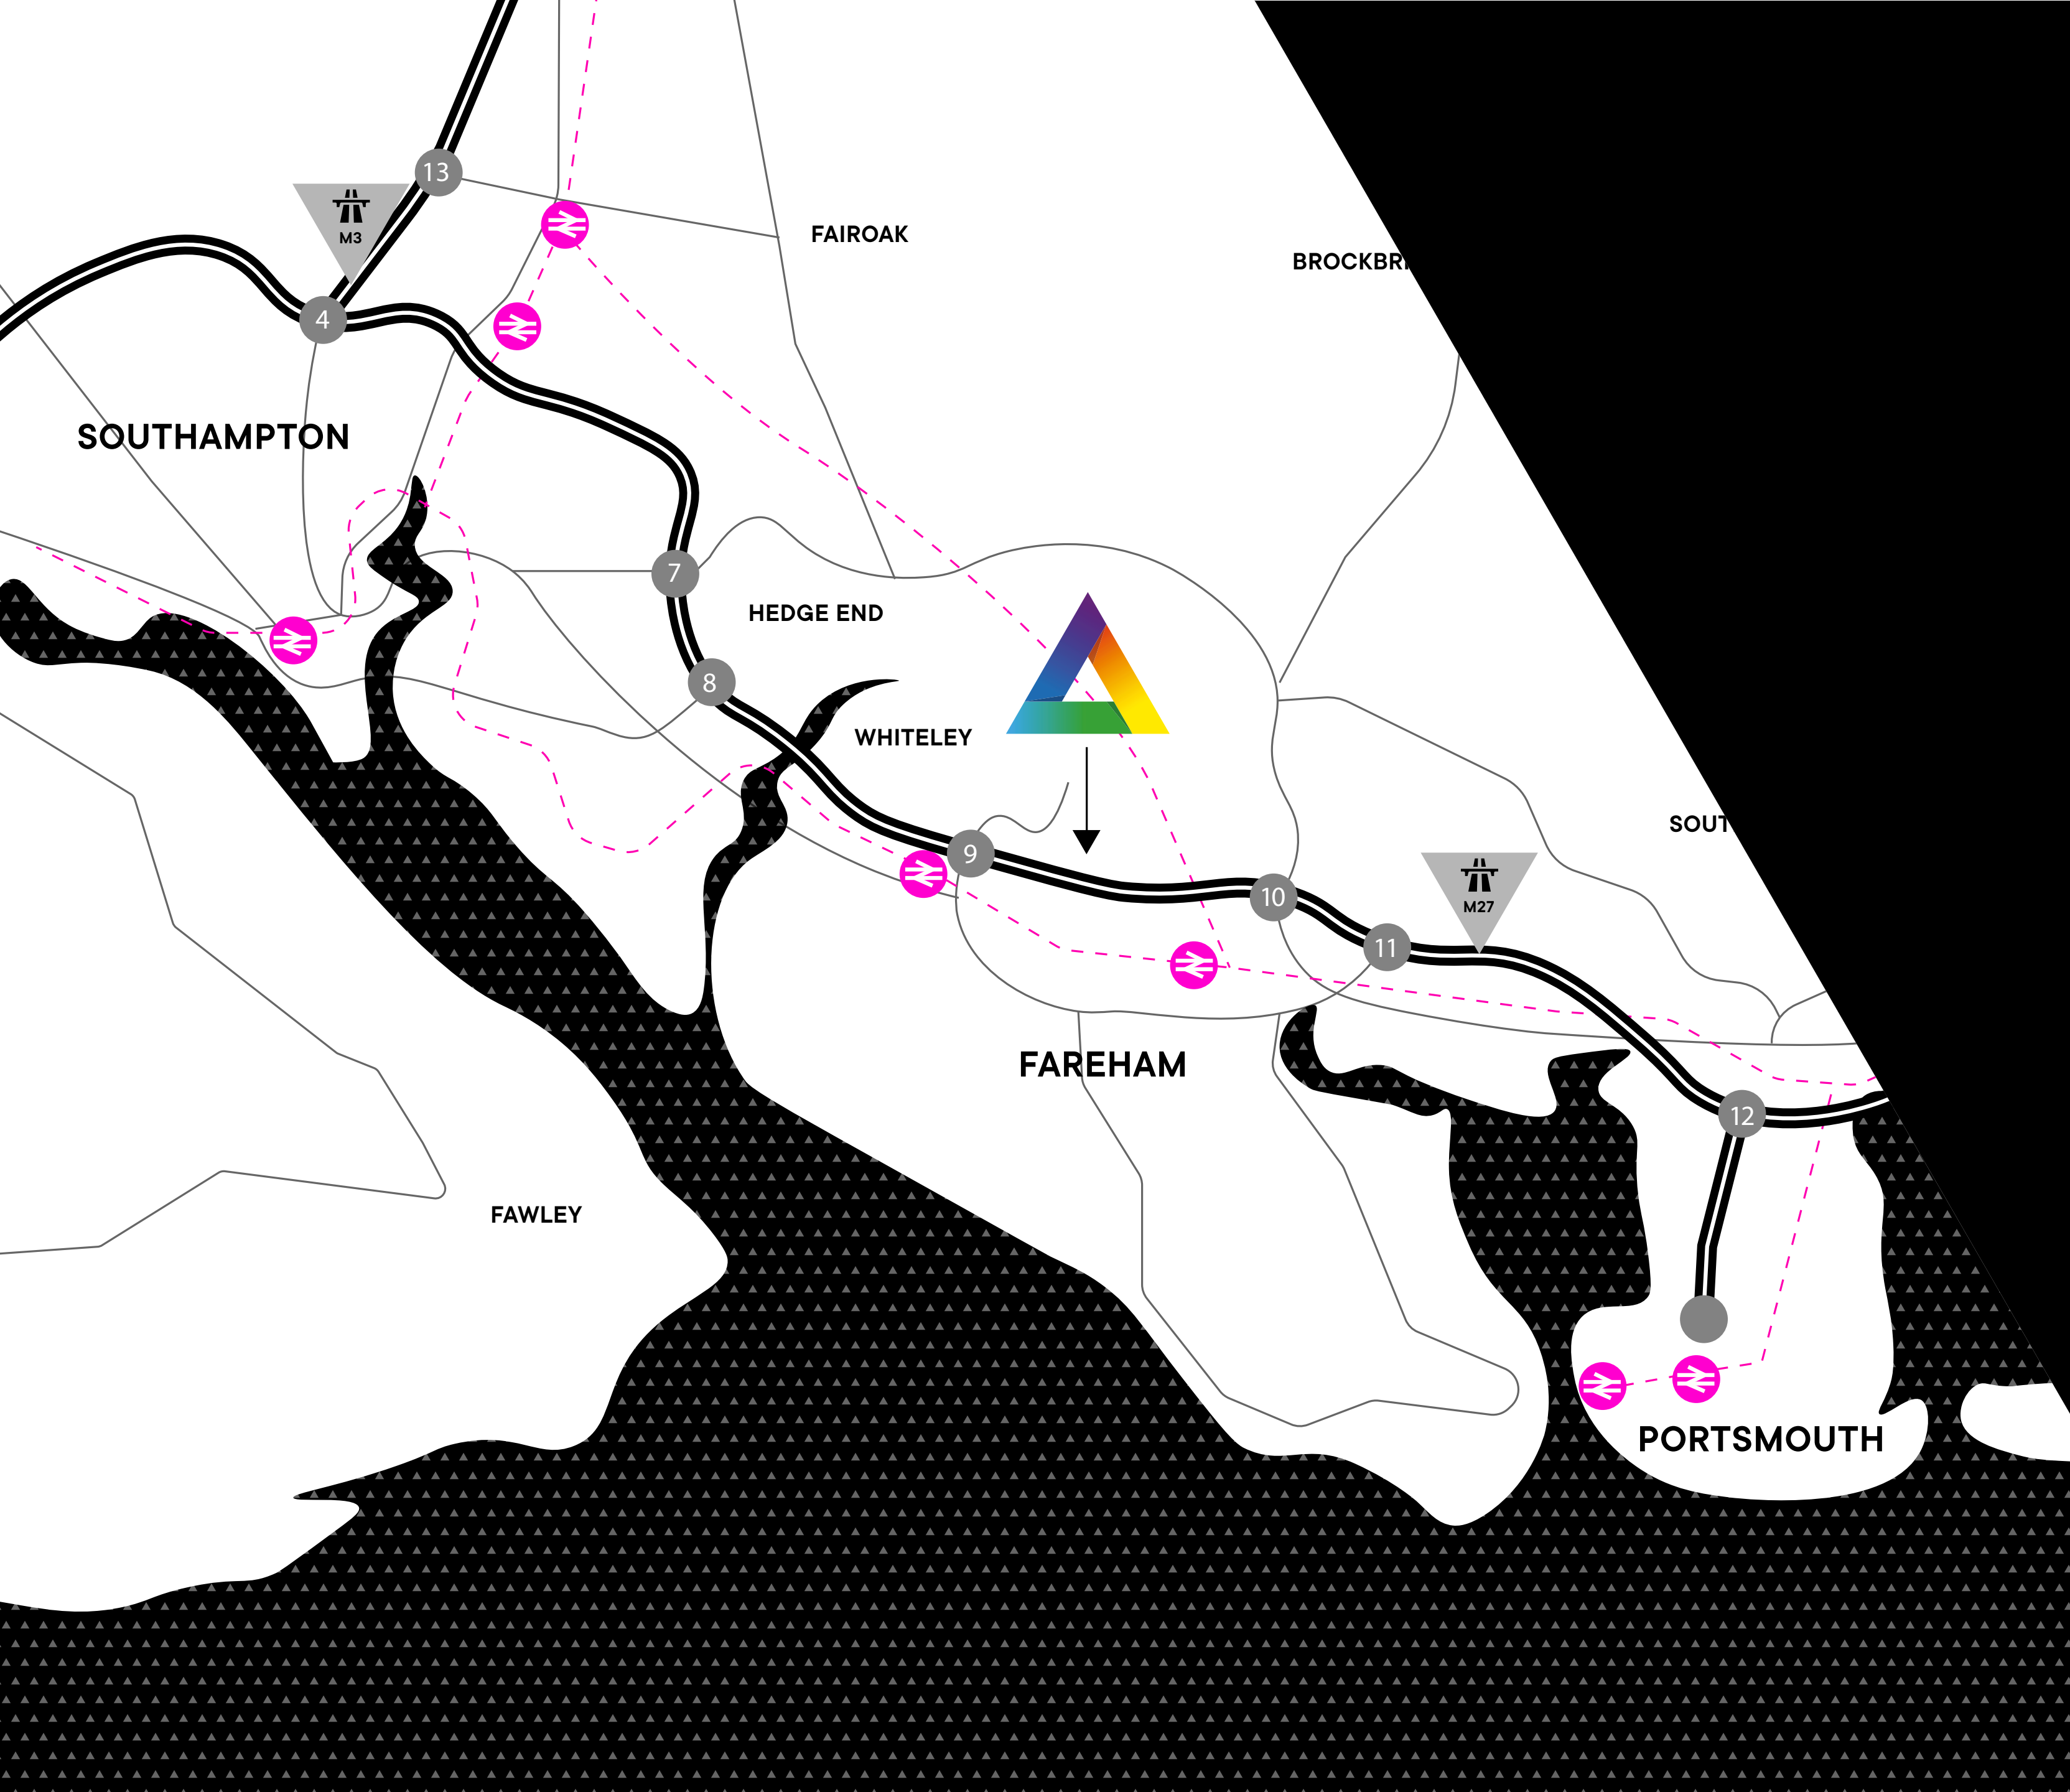 13
M3
FAIROAK
BROCKBRI
4
SOUTHAMPTON
7
HEDGE END
8
WHITELEY
SOUT
9
10
M27
11
FAREHAM
12
FAWLEY
PORTSMOUTH